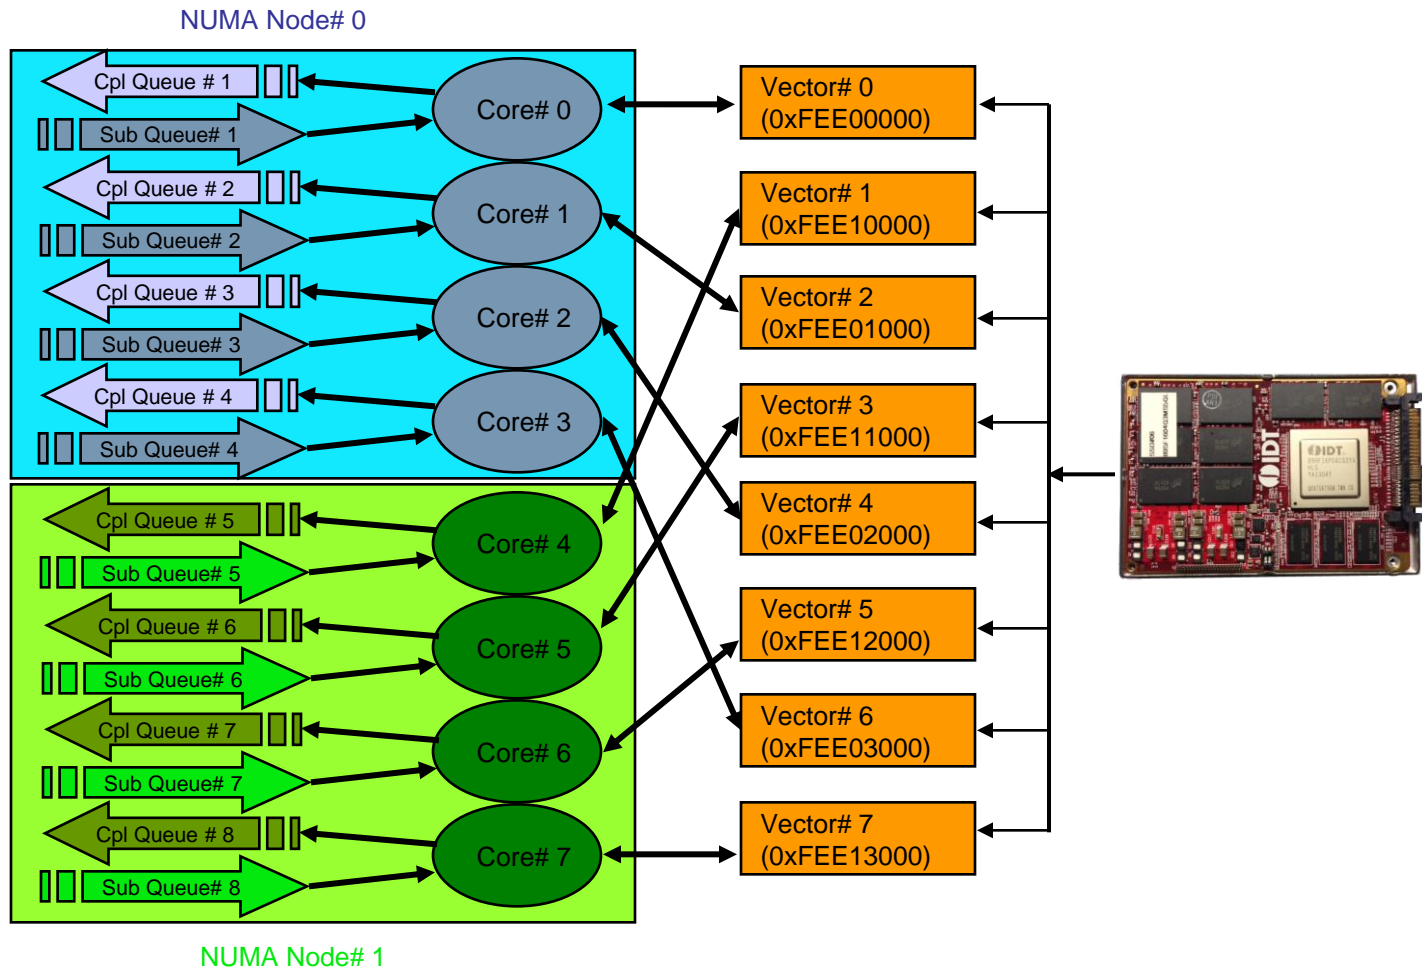 NUMA Node# 0
Cpl Queue # 1
Sub Queue# 1
Cpl Queue # 2
Sub Queue# 2
Cpl Queue # 3
Sub Queue# 3
Cpl Queue # 4
Sub Queue# 4
Core# 0
Core# 1
Core# 2
Core# 3
Cpl Queue # 5
Sub Queue# 5
Cpl Queue # 6
Sub Queue# 6
Cpl Queue # 7
Sub Queue# 7
Cpl Queue # 8
Sub Queue# 8
Core# 4
Core# 5
Core# 6
Core# 7
NUMA Node# 1
Vector# 0
(0xFEE00000)
Vector# 1
(0xFEE10000)
Vector# 2
(0xFEE01000)
Vector# 3
(0xFEE11000)
Vector# 4
(0xFEE02000)
Vector# 5
(0xFEE12000)
Vector# 6
(0xFEE03000)
Vector# 7
(0xFEE13000)
IDT
IDT.